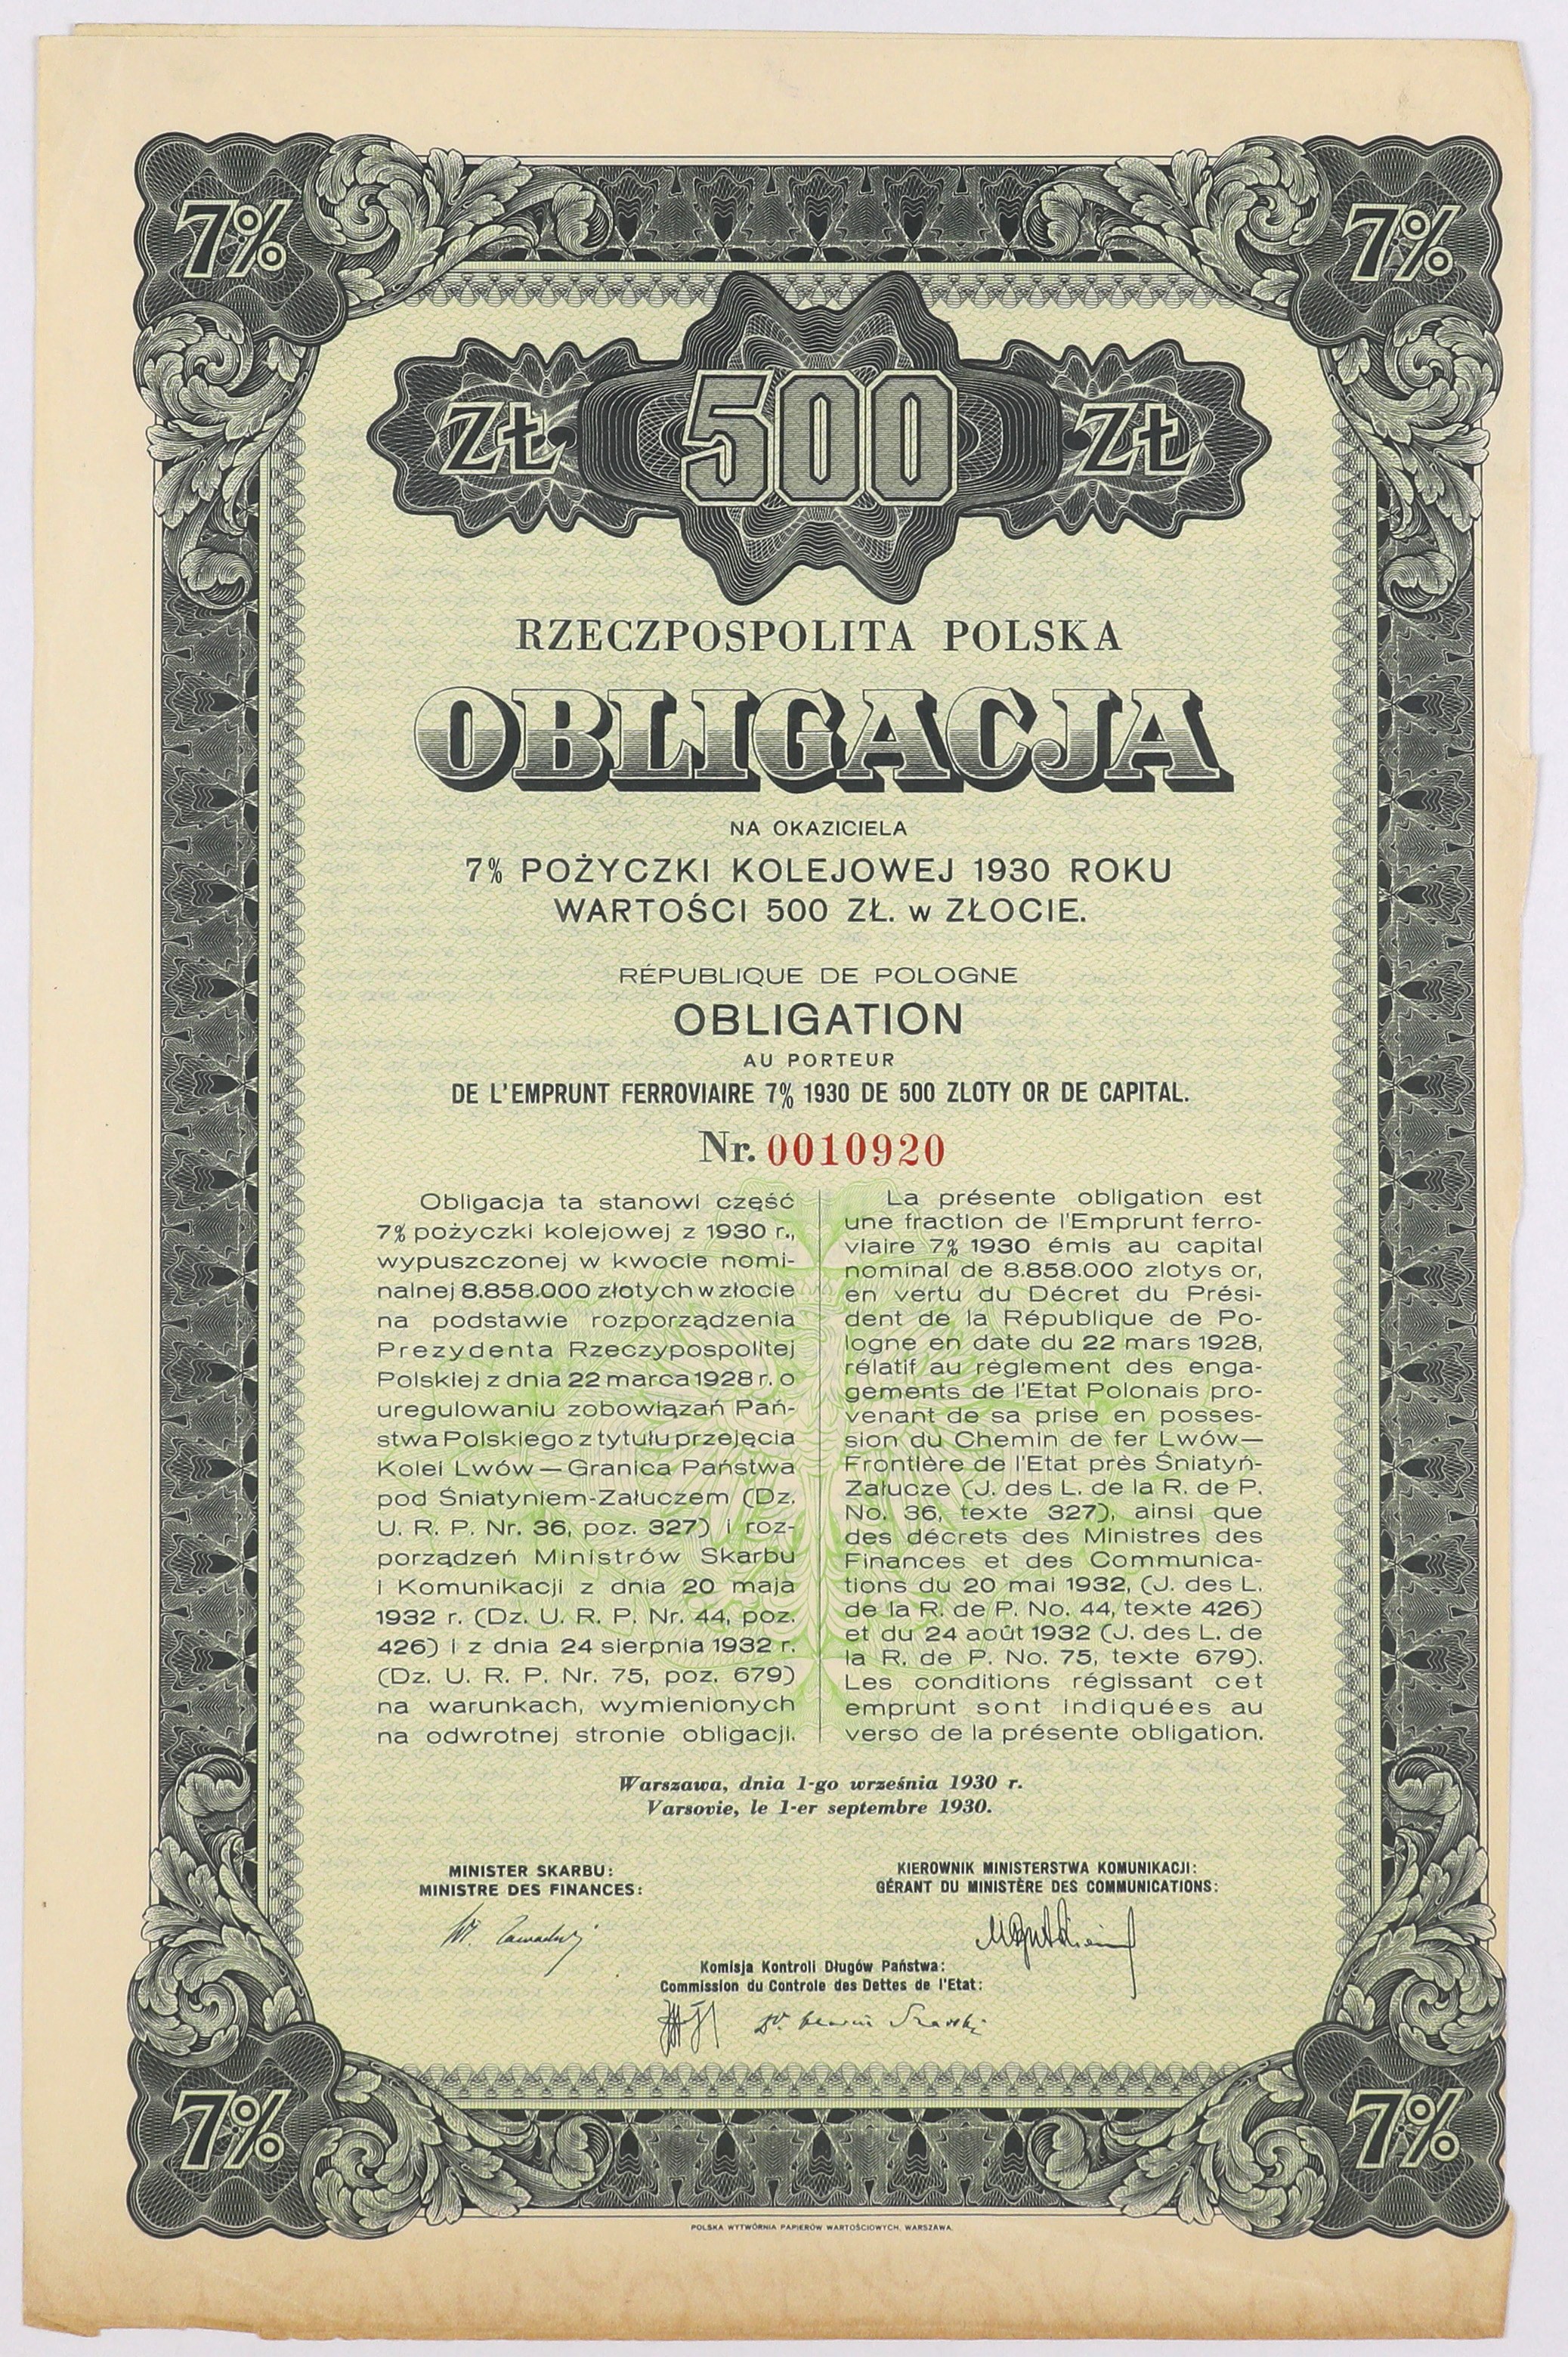 7% 7%
ZŁ 500 ZŁ
RZECZPOSPOLITA POLSKA
OBLIGACJA
NA OKAZICIELA
7% POŻYCZKI KOLEJOWEJ 1930 ROKU
WARTOŚCI 500 ZŁ. w ZŁOCIE.
RÉPUBLIQUE DE POLOGNE
OBLIGATION
AU PORTEUR
DE L'EMPRUNT FERROVIAIRE 7% 1930 DE 500 ZLOTY OR DE CAPITAL.
Nr. 0010920
Obligacja ta stanowi część
7% pożyczki kolejowej z 1930 r.,
wypuszczonej w kwocie nomi-
nalnej 8.858.000 złotych w złocie
na podstawie rozporządzenia
Prezydenta Rzeczypospolitej
Polskiej z dnia 22 marca 1928 r. o
uregulowaniu zobowiązań Pań-
stwa Polskiego z tytułu przejęcia
Kolei Lwów — Granica Państwa
pod Śniatyniem-Załuczem (Dz.
U. R. P. Nr. 36, poz. 327) i roz-
porządzeń Ministrów Skarbu
i Komunikacji z dnia 20 maja
1932 r. (Dz. U. R. P. Nr. 44, poz.
426) i z dnia 24 sierpnia 1932 r.
(Dz. U. R. P. Nr. 75, poz. 679)
na warunkach, wymienionych
na odwrotnej stronie obligacji.
La présente obligation est
une fraction de l'Emprunt ferro-
viaire 7% 1930 émis au capital
nominal de 8.858.000 zlotys or,
en vertu du Décret du Prési-
dent de la République de Po-
logne en date du 22 mars 1928,
rélatif au réglement des enga-
gements de l'Etat Polonais pro-
venant de sa prise en posses-
sion du Chemin de fer Lwów—
Frontière de l'Etat près Śniatyń-
Załucze (J. des L. de la R. de P.
No. 36, texte 327), ainsi que
des décrets des Ministres des
Finances et des Communica-
tions du 20 mai 1932, (J. des L.
de la R. de P. No. 44, texte 426)
et du 24 août 1932 (J. des L. de
la R. de P. No. 75, texte 679).
Les conditions régissant cet
emprunt sont indiquées au
verso de la présente obligation.
Warszawa, dnia 1-go września 1930 r.
Varsovie, le 1-er septembre 1930.
MINISTER SKARBU:
MINISTRE DES FINANCES:
KIEROWNIK MINISTERSTWA KOMUNIKACJI:
GÉRANT DU MINISTÈRE DES COMMUNICATIONS:
Komisja Kontroli Długów Państwa:
Commission du Controle des Dettes de l'Etat:
7% 7%
POLSKA WYTWÓRNIA PAPIERÓW WARTOŚCIOWYCH, WARSZAWA.